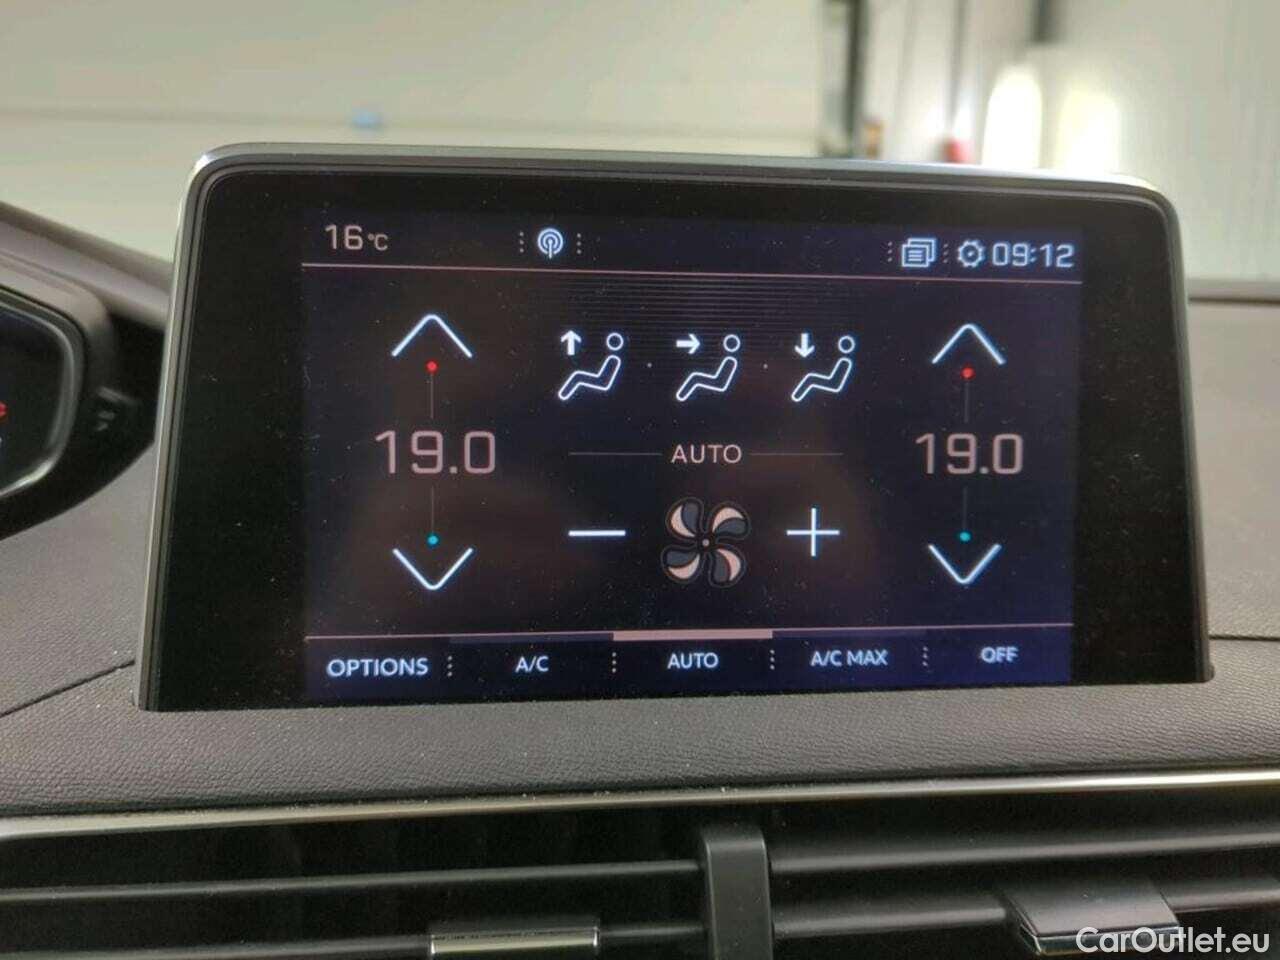 16°C
09:12
19.0
AUTO
19.0
OPTIONS
A/C
AUTO
A/C MAX
OFF
CarOutlet.eu